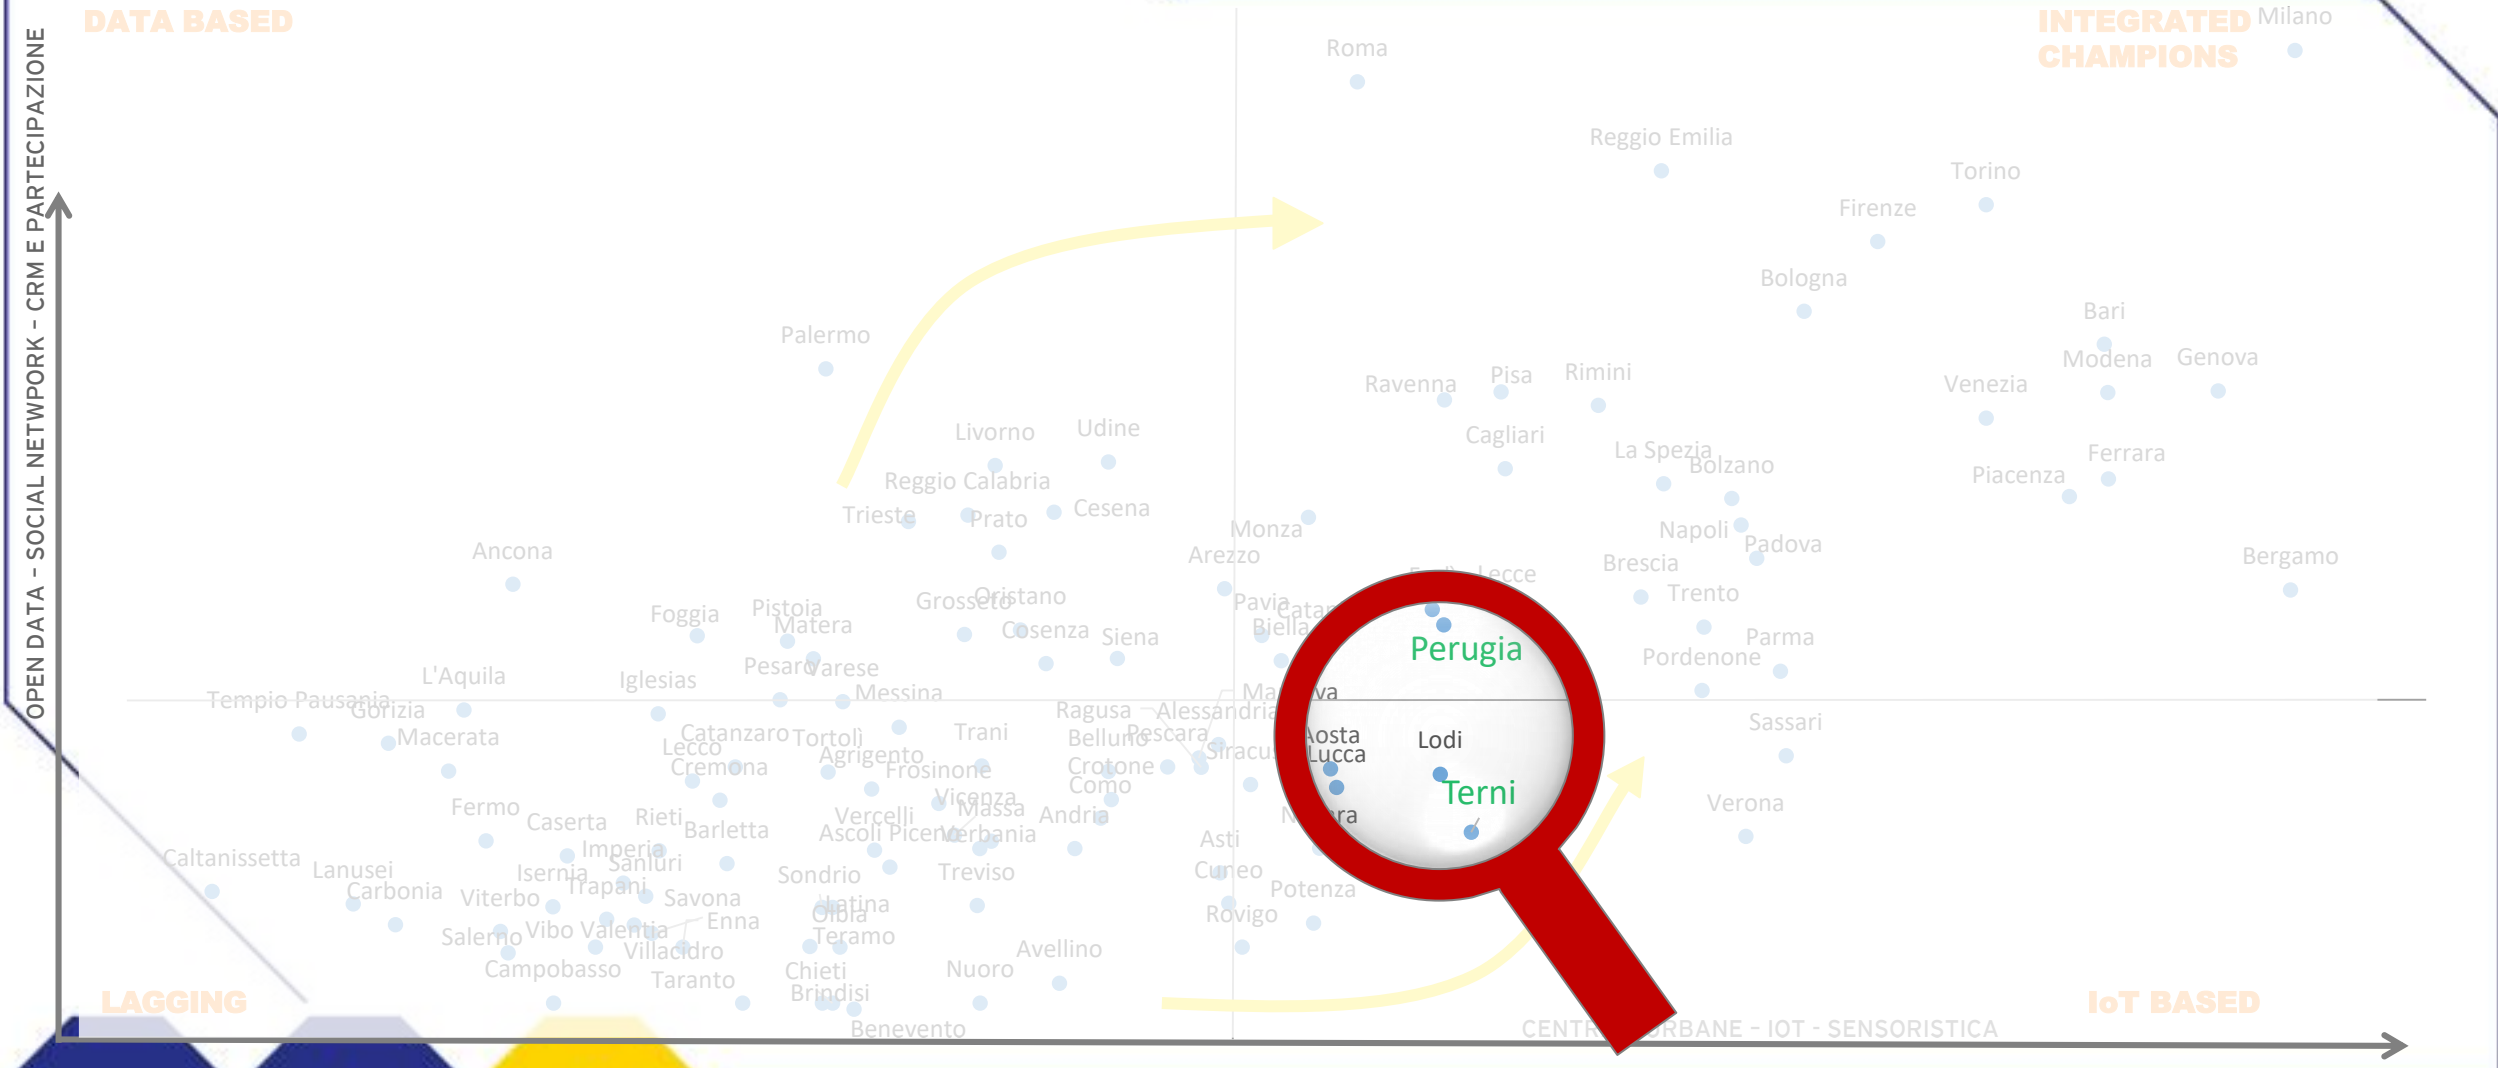 DATA BASED
INTEGRATED
CHAMPIONS
Milano
Roma
Reggio Emilia
Torino
Firenze
Bologna
Bari
Palermo
Modena
Genova
Ravenna
Pisa
Rimini
Venezia
Livorno
Udine
Cagliari
La Spezia
Bolzano
Ferrara
Piacenza
Reggio Calabria
Trieste
Prato
Cesena
Monza
Napoli
Padova
Ancona
Arezzo
Brescia
Bergamo
Lecce
Trento
Grosseto
Oristano
Pavia
Foggia
Pistoia
Matera
Cosenza
Siena
Biella
Perugia
Parma
Pordenone
L'Aquila
Iglesias
Pesaro
Varese
Messina
Tempio Pausania
Gorizia
Ragusa
Alessandria
Sassari
Macerata
Catanzaro
Tortolì
Trani
Belluno
Pescara
Aosta
Lodi
Lecco
Agrigento
Lucca
Cremona
Frosinone
Crotone
Como
Terni
Fermo
Caserta
Rieti
Barletta
Vercelli
Vicenza
Massa
Andria
Verona
Ascoli Piceno
Verbania
Asti
Imperia
Sanluri
Caltanissetta
Lanusei
Isernia
Trapani
Sondrio
Treviso
Cuneo
Potenza
Carbonia
Viterbo
Savona
Latina
Olbia
Rovigo
Enna
Salerno
Vibo Valentia
Villacidro
Teramo
Avellino
Campobasso
Taranto
Chieti
Nuoro
Brindisi
Benevento
LAGGING
IoT BASED
OPEN DATA - SOCIAL NETWPORK - CRM E PARTECIPAZIONE
IOT - SENSORISTICA